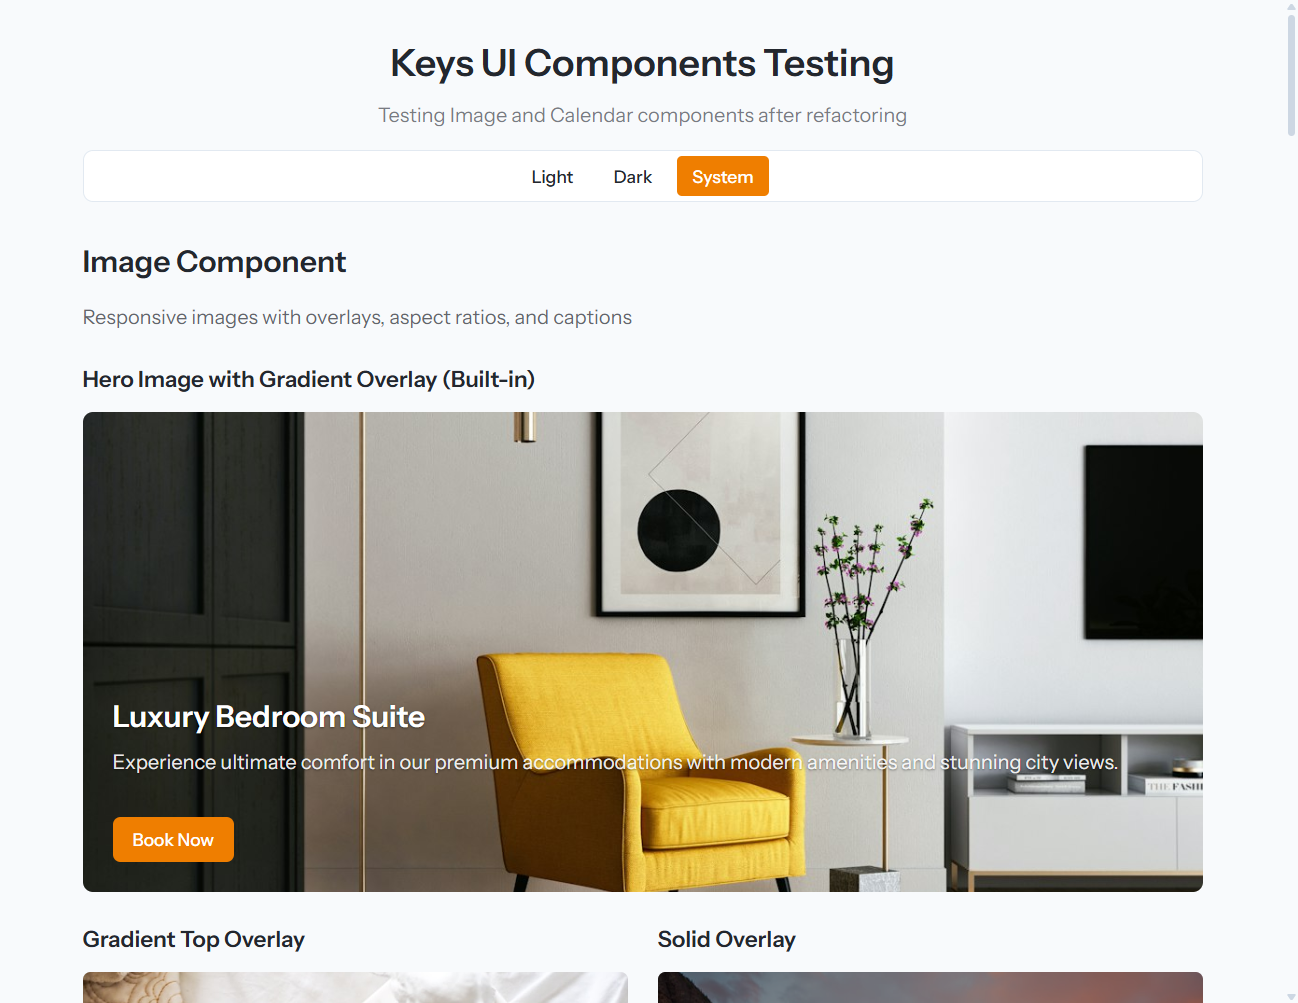 Keys UI Components Testing
Testing Image and Calendar components after refactoring
Light Dark System
Image Component
Responsive images with overlays, aspect ratios, and captions
Hero Image with Gradient Overlay (Built-in)
Luxury Bedroom Suite
Experience ultimate comfort in our premium accommodations with modern amenities and stunning city views.
THE FASHI
Book Now
Gradient Top Overlay
Solid Overlay